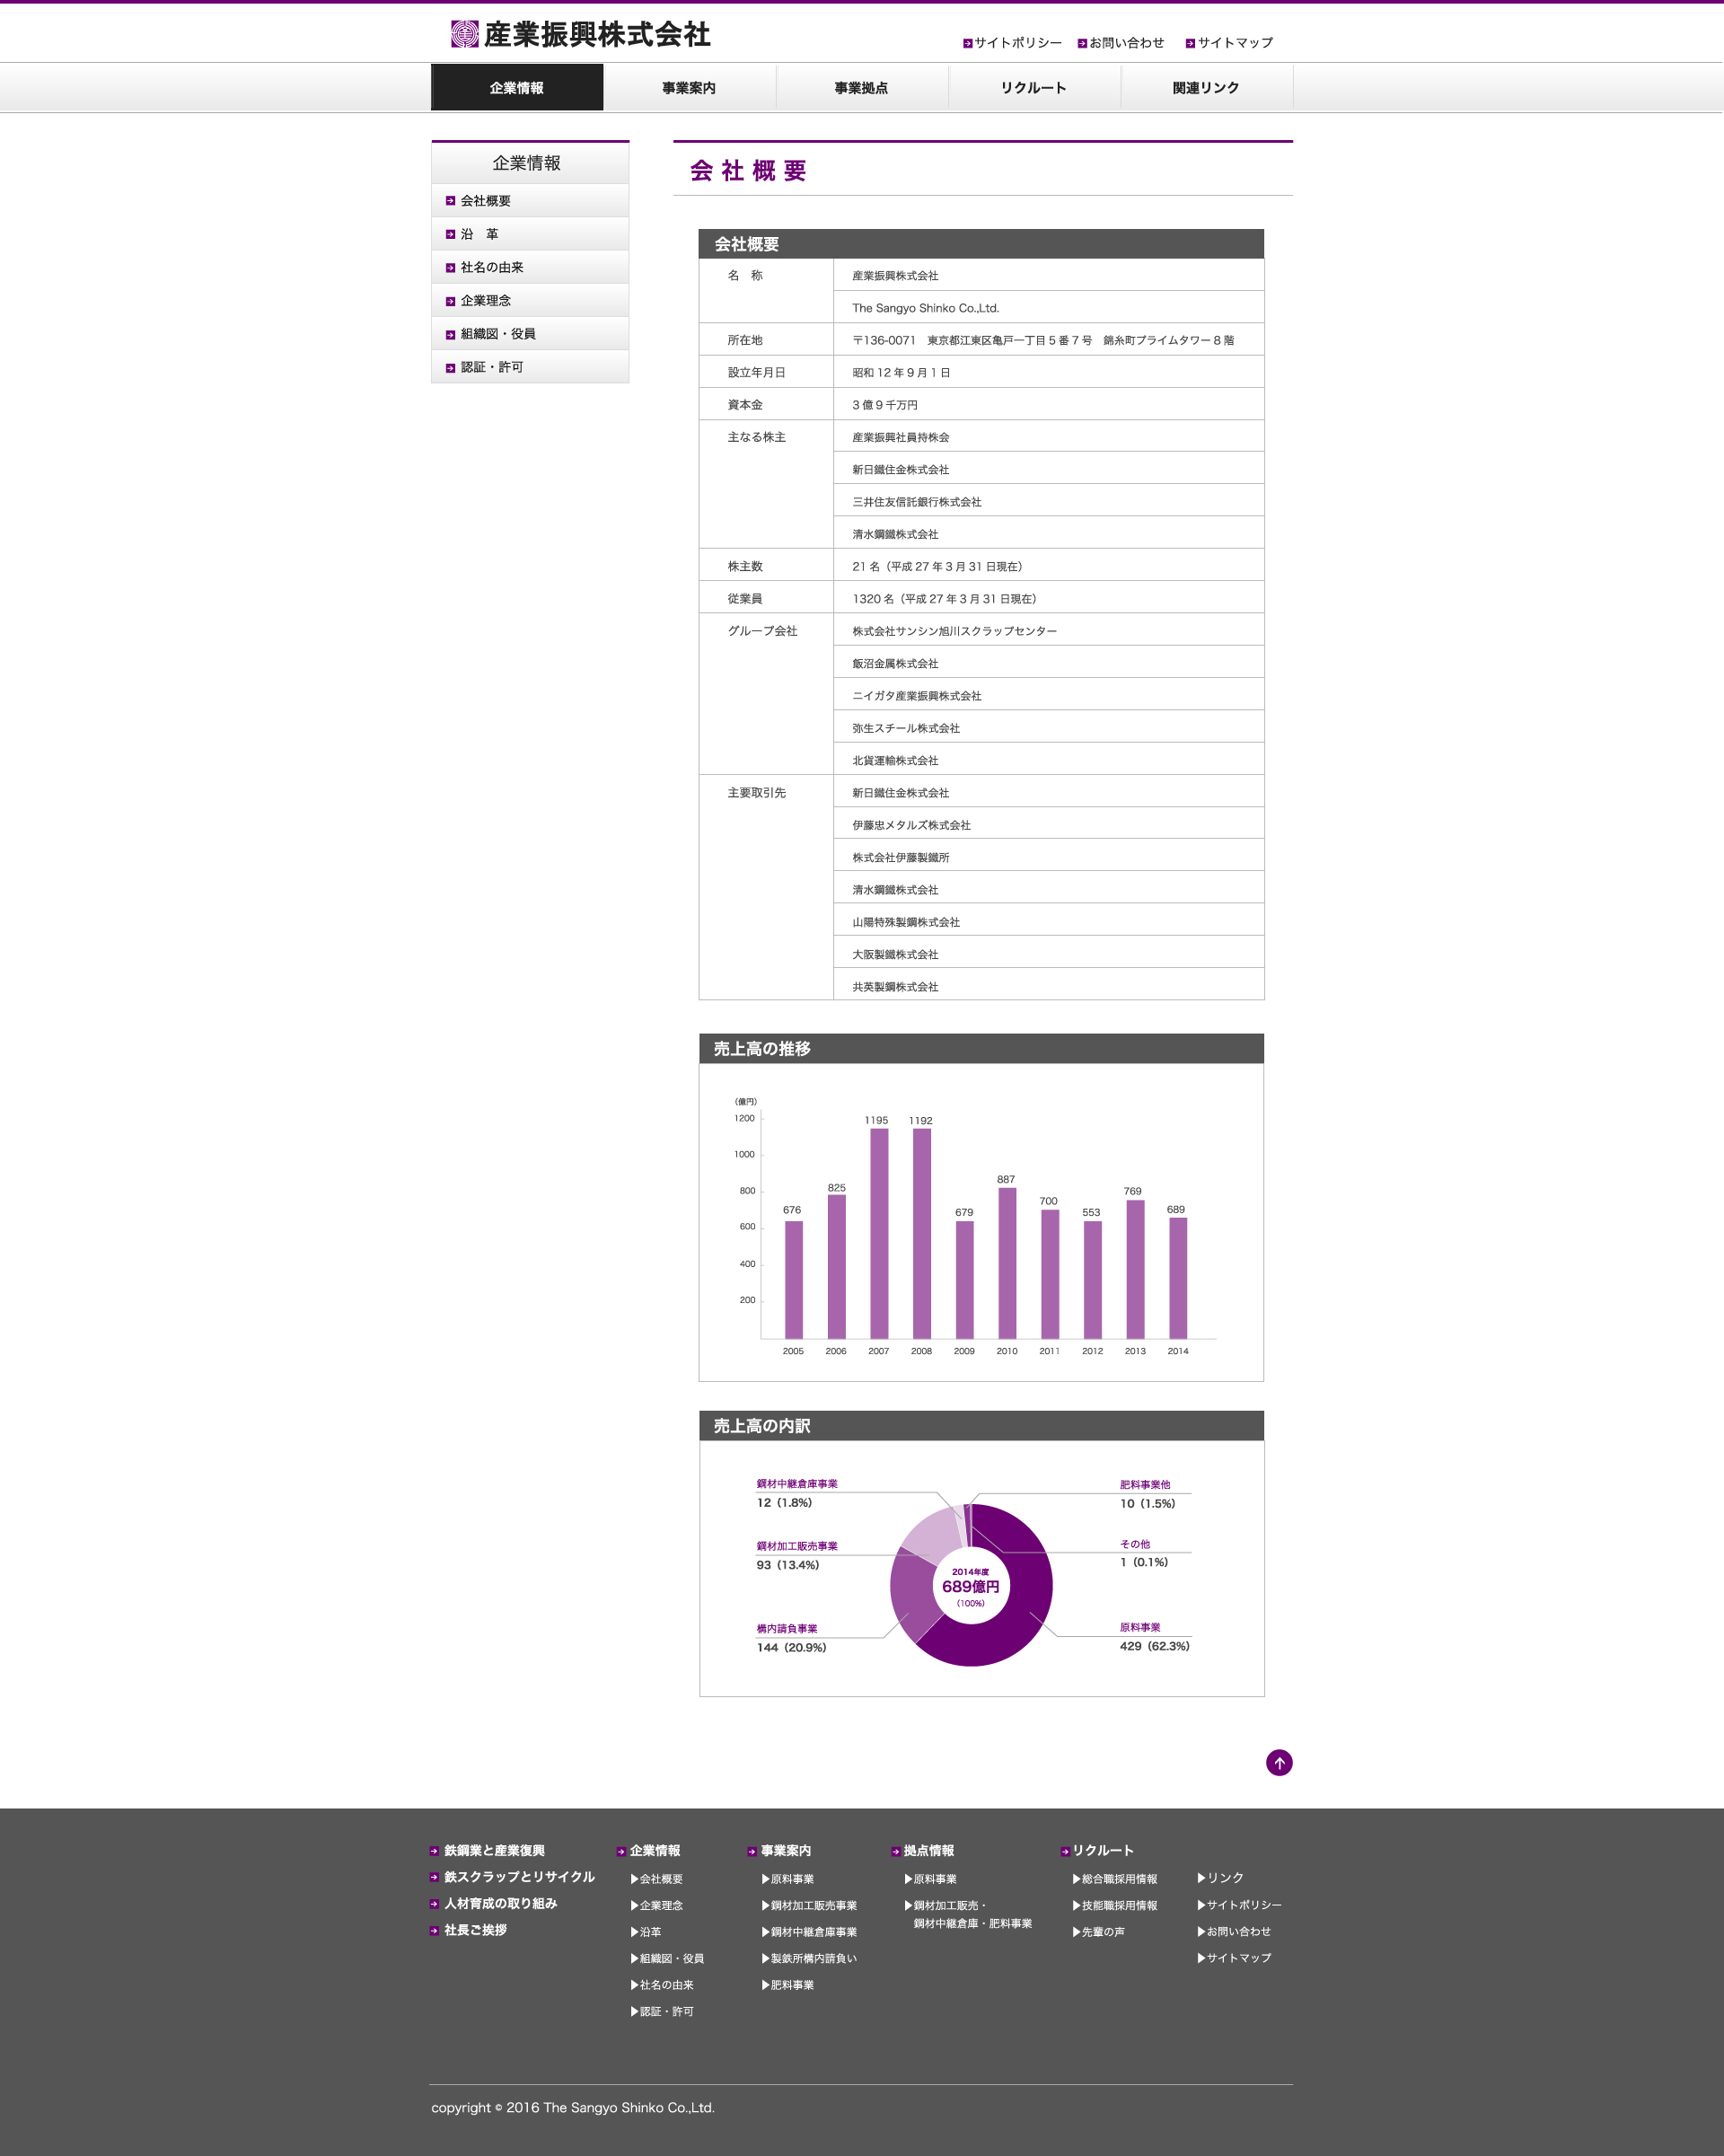 産業振興株式会社
サイトポリシー お問い合わせ サイトマップ
企業情報 事業案内 事業拠点 リクルート 関連リンク
企業情報
会社概要
沿　革
社名の由来
企業理念
組織図・役員
認証・許可
会社概要
会社概要
名　称 産業振興株式会社
The Sangyo Shinko Co.,Ltd.
所在地 〒136-0071　東京都江東区亀戸一丁目5番7号　錦糸町プライムタワー8階
設立年月日 昭和12年9月1日
資本金 3億9千万円
主なる株主 産業振興社員持株会
新日鐵住金株式会社
三井住友信託銀行株式会社
清水鋼鐵株式会社
株主数 21名（平成27年3月31日現在）
従業員 1320名（平成27年3月31日現在）
グループ会社 株式会社サンシン旭川スクラップセンター
飯沼金属株式会社
ニイガタ産業振興株式会社
弥生スチール株式会社
北貨運輸株式会社
主要取引先 新日鐵住金株式会社
伊藤忠メタルズ株式会社
株式会社伊藤製鐵所
清水鋼鐵株式会社
山陽特殊製鋼株式会社
大阪製鐵株式会社
共英製鋼株式会社
売上高の推移
（億円）
1200
1000
800
600
400
200
676 825 1195 1192 679 887 700 553 769 689
2005 2006 2007 2008 2009 2010 2011 2012 2013 2014
売上高の内訳
鋼材中継倉庫事業
12（1.8%）
鋼材加工販売事業
93（13.4%）
構内請負事業
144（20.9%）
2014年度
689億円
（100%）
肥料事業他
10（1.5%）
その他
1（0.1%）
原料事業
429（62.3%）
鉄鋼業と産業復興
鉄スクラップとリサイクル
人材育成の取り組み
社長ご挨拶
企業情報
▶会社概要
▶企業理念
▶沿革
▶組織図・役員
▶社名の由来
▶認証・許可
事業案内
▶原料事業
▶鋼材加工販売事業
▶鋼材中継倉庫事業
▶製鉄所構内請負い
▶肥料事業
拠点情報
▶原料事業
▶鋼材加工販売・
鋼材中継倉庫・肥料事業
リクルート
▶総合職採用情報
▶技能職採用情報
▶先輩の声
▶リンク
▶サイトポリシー
▶お問い合わせ
▶サイトマップ
copyright © 2016 The Sangyo Shinko Co.,Ltd.